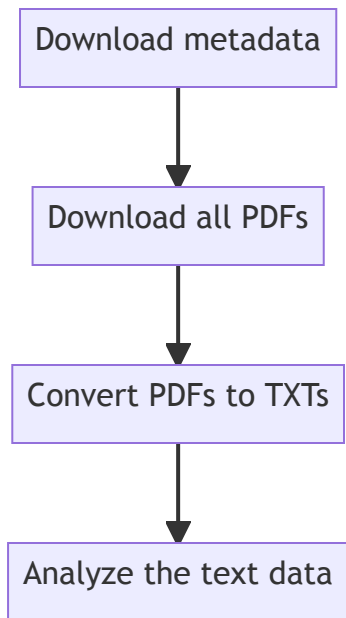 Download metadata
Download all PDFs
Convert PDFs to TXTs
Analyze the text data